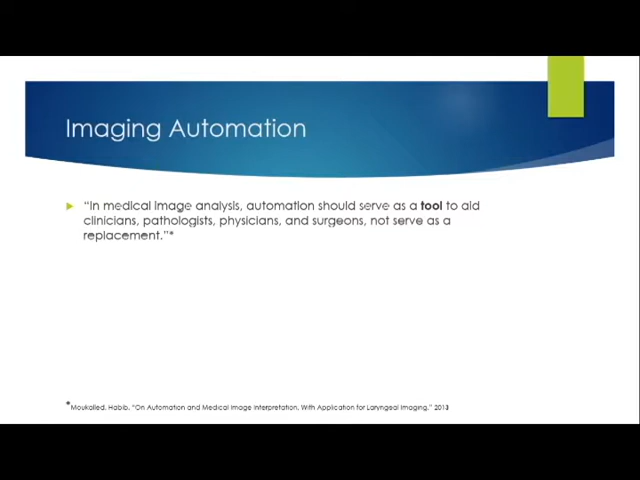 Imaging Automation
“In medical image analysis, automation should serve as a tool to aid
clinicians, pathologists, physicians, and surgeons, not serve as a
replacement.”*
*Moukalled, Habib. “On Automation and Medical Image Interpretation, With Application for Laryngeal Imaging,” 2013